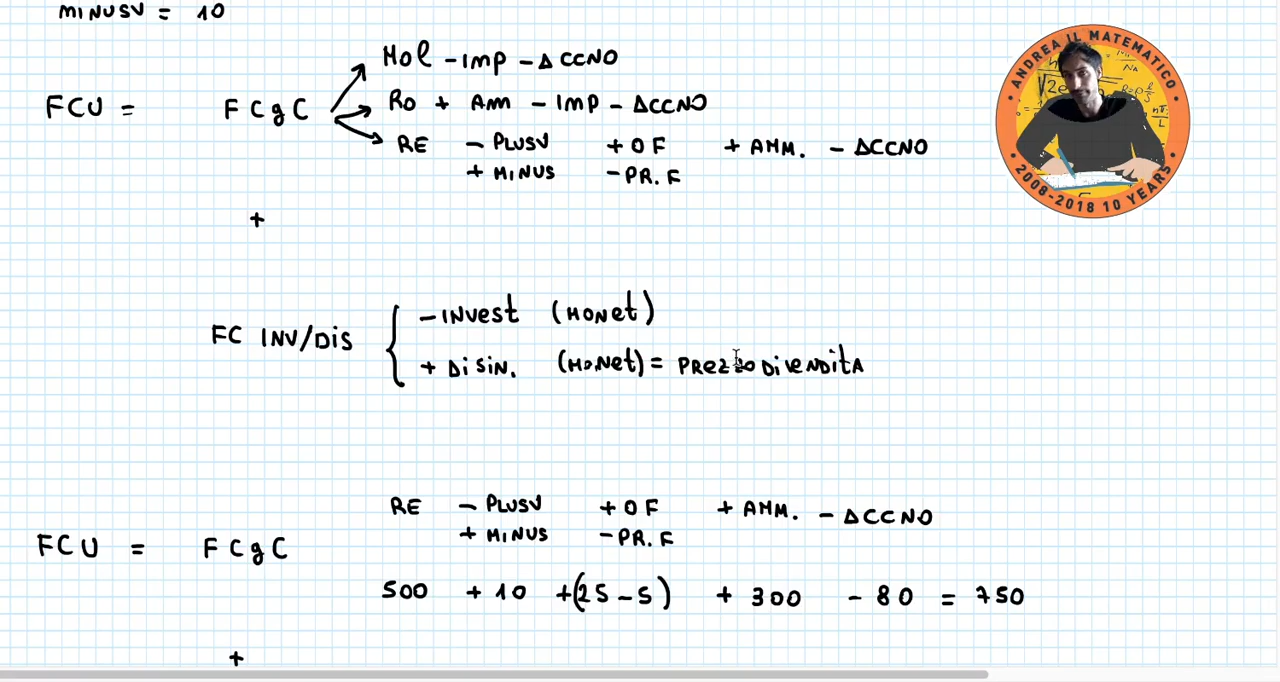 MINUSV = 10
MOL - IMP - ΔCCNO
FCU = FCgC
RO + AM - IMP - ΔCCNO
RE - PLUSV + OF + AMM. - ΔCCNO
+ MINUS - PR.F
+
FC INV/DIS
- INVEST (MONET)
+ DISIN. (MONET) = PREZZO DI VENDITA
RE - PLUSV + OF + AMM. - ΔCCNO
+ MINUS - PR.F
FCU = FCgC
500 + 10 + (25 - 5) + 300 - 80 = 750
+
ANDREA IL MATEMATICO
2008-2018 10 YEARS